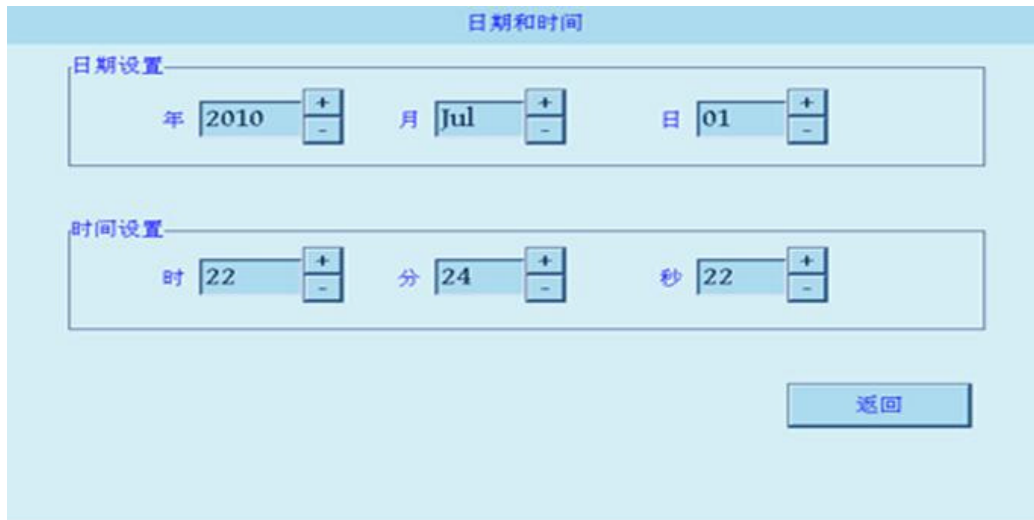 日期和时间
日期设置
年 2010 + - 月 Jul + - 日 01 + -
时间设置
时 22 + - 分 24 + - 秒 22 + -
返回